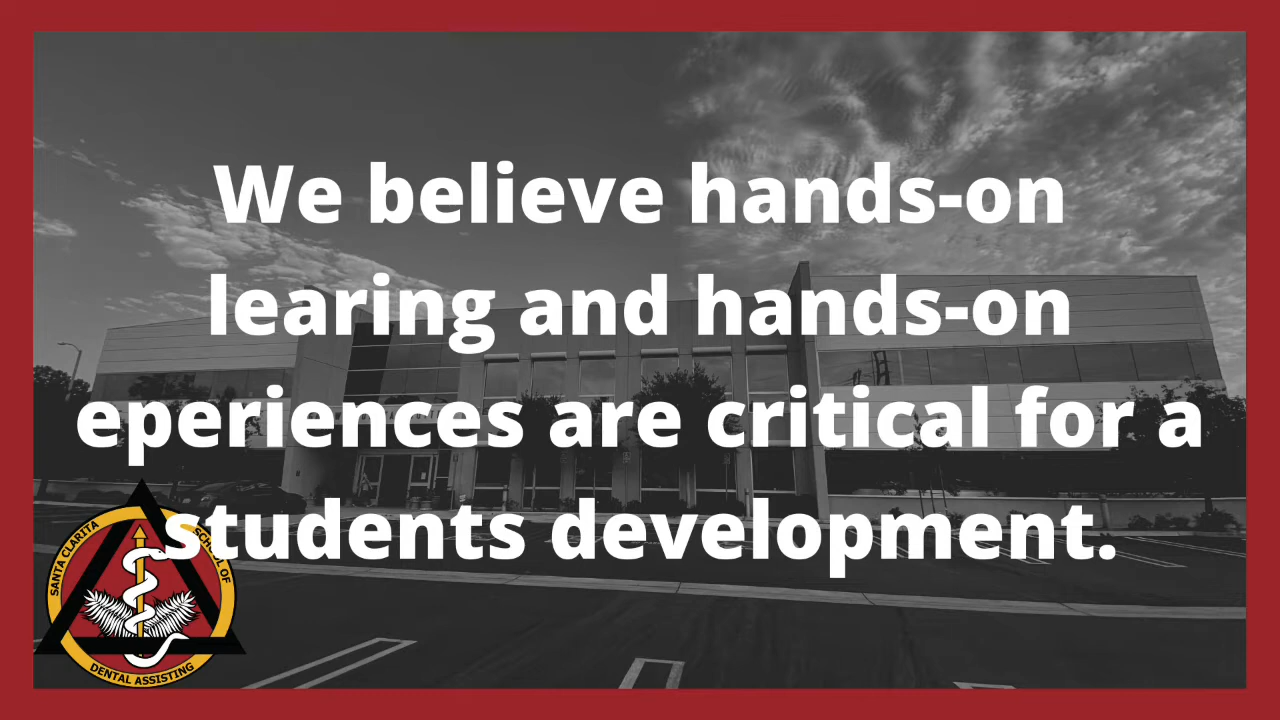 We believe hands-on
learing and hands-on
eperiences are critical for a
students development.
SANTA CLARITA
SCHOOL OF
DENTAL ASSISTING